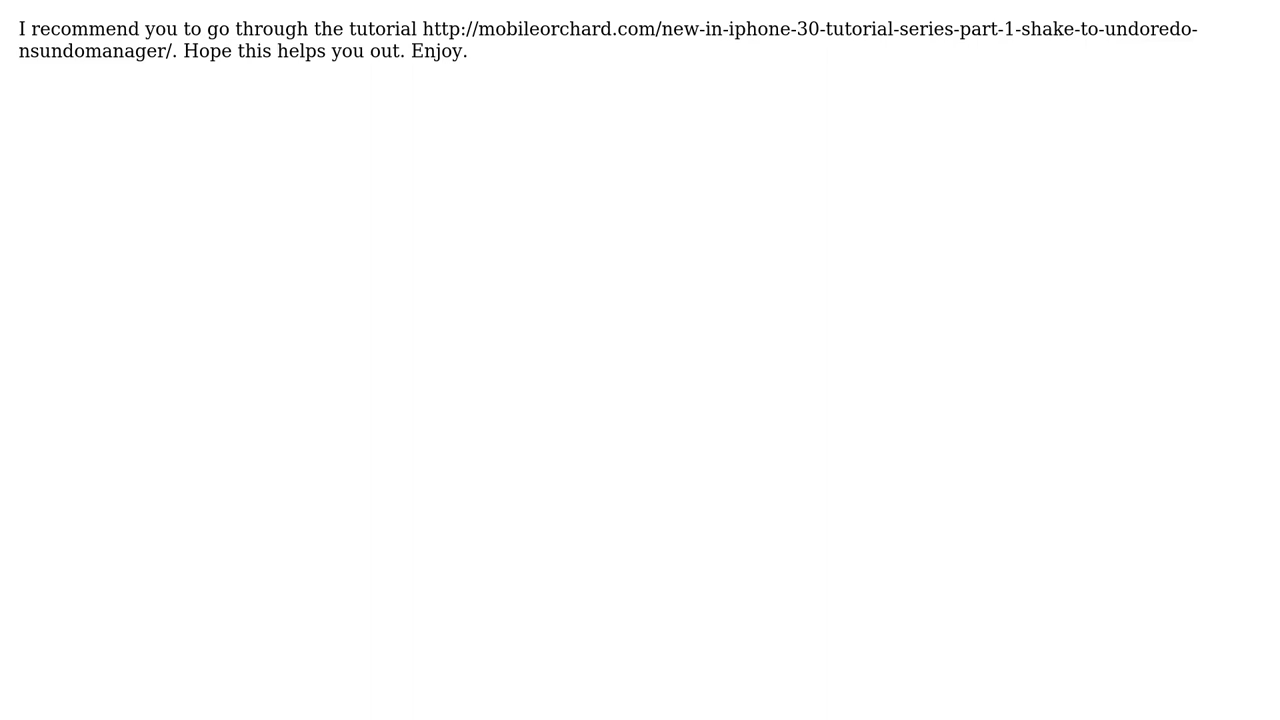 I recommend you to go through the tutorial http://mobileorchard.com/new-in-iphone-30-tutorial-series-part-1-shake-to-undoredo-
nsundomanager/. Hope this helps you out. Enjoy.